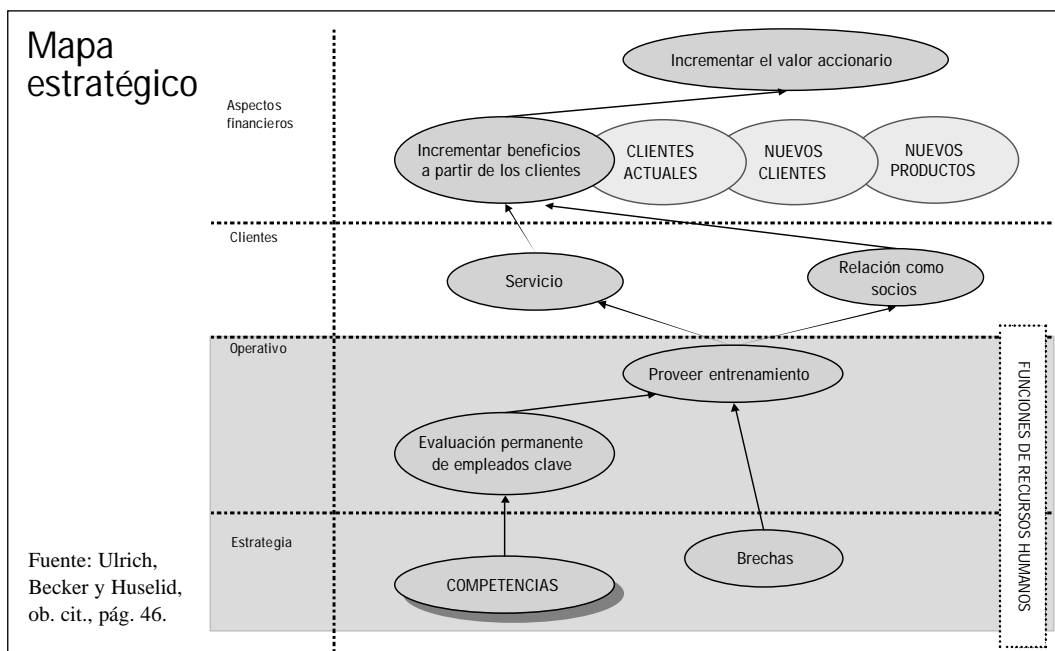 Mapa
estratégico
Incrementar el valor accionario
Aspectos
financieros
Incrementar beneficios
a partir de los clientes
CLIENTES
ACTUALES
NUEVOS
CLIENTES
NUEVOS
PRODUCTOS
Clientes
Servicio
Relación como
socios
Operativo
Proveer entrenamiento
Evaluación permanente
de empleados clave
FUNCIONES DE RECURSOS HUMANOS
Estrategia
Brechas
COMPETENCIAS
Fuente: Ulrich,
Becker y Huselid,
ob. cit., pág. 46.